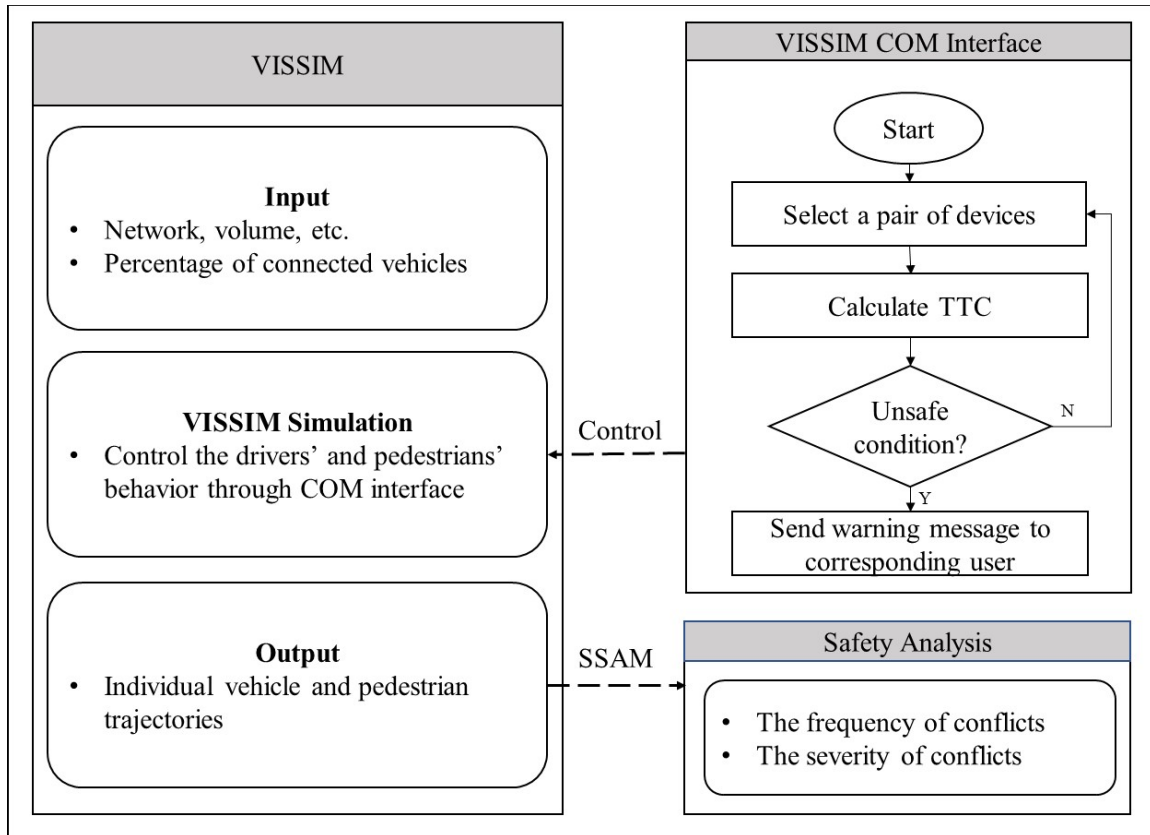 VISSIM
Input
• Network, volume, etc.
• Percentage of connected vehicles
VISSIM Simulation
• Control the drivers’ and pedestrians’
behavior through COM interface
Output
• Individual vehicle and pedestrian
trajectories
Control
SSAM
VISSIM COM Interface
Start
Select a pair of devices
Calculate TTC
Unsafe
condition?
N
Y
Send warning message to
corresponding user
Safety Analysis
• The frequency of conflicts
• The severity of conflicts